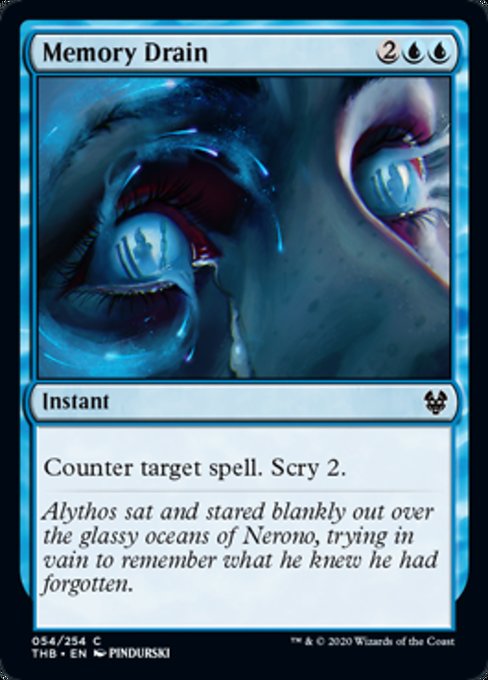 Memory Drain 2
Instant
Counter target spell. Scry 2.
Alythos sat and stared blankly out over
the glassy oceans of Nerono, trying in
vain to remember what he knew he had
forgotten.
054/254 C
™ & © 2020 Wizards of the Coast
THB • EN PINDURSKI